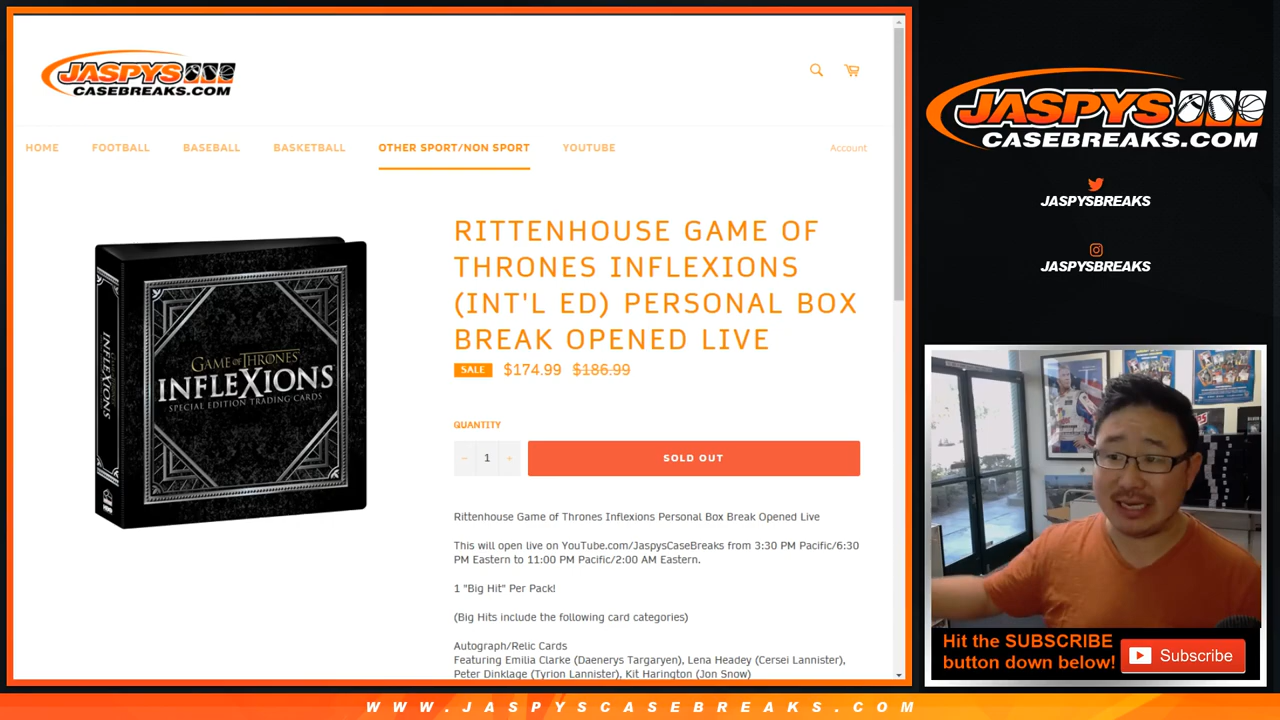 JASPYS
CASEBREAKS.COM
HOME
FOOTBALL
BASEBALL
BASKETBALL
OTHER SPORT/NON SPORT
YOUTUBE
Account
INFLEXIONS
GAME OF THRONES
INFLEXIONS
SPECIAL EDITION TRADING CARDS
RITTENHOUSE GAME OF
THRONES INFLEXIONS
(INT'L ED) PERSONAL BOX
BREAK OPENED LIVE
SALE $174.99 $186.99
QUANTITY
− 1 +
SOLD OUT
Rittenhouse Game of Thrones Inflexions Personal Box Break Opened Live
This will open live on YouTube.com/JaspysCaseBreaks from 3:30 PM Pacific/6:30
PM Eastern to 11:00 PM Pacific/2:00 AM Eastern.
1 "Big Hit" Per Pack!
(Big Hits include the following card categories)
Autograph/Relic Cards
Featuring Emilia Clarke (Daenerys Targaryen), Lena Headey (Cersei Lannister),
Peter Dinklage (Tyrion Lannister), Kit Harington (Jon Snow)
JASPYS
CASEBREAKS.COM
JASPYSBREAKS
JASPYSBREAKS
Hit the SUBSCRIBE
button down below!
Subscribe
WWW.JASPYSCASEBREAKS.COM